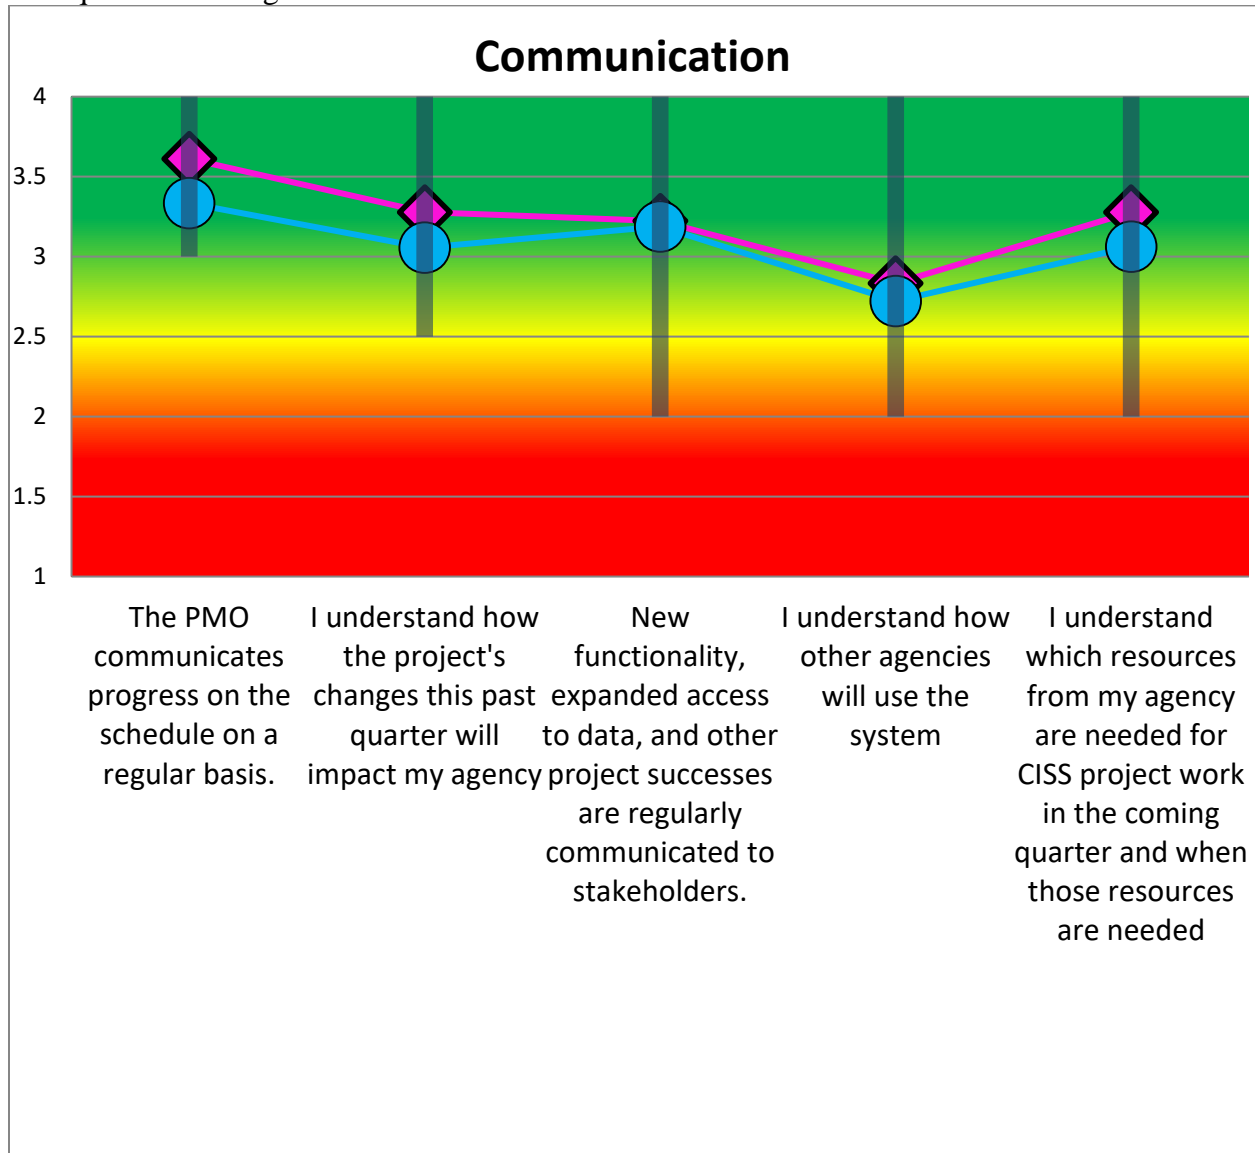 Communication
4
3.5
3
2.5
2
1.5
1
The PMO
communicates
progress on the
schedule on a
regular basis.
I understand how
the project's
changes this past
quarter will
impact my agency
New
functionality,
expanded access
to data, and other
project successes
are regularly
communicated to
stakeholders.
I understand how
other agencies
will use the
system
I understand
which resources
from my agency
are needed for
CISS project work
in the coming
quarter and when
those resources
are needed